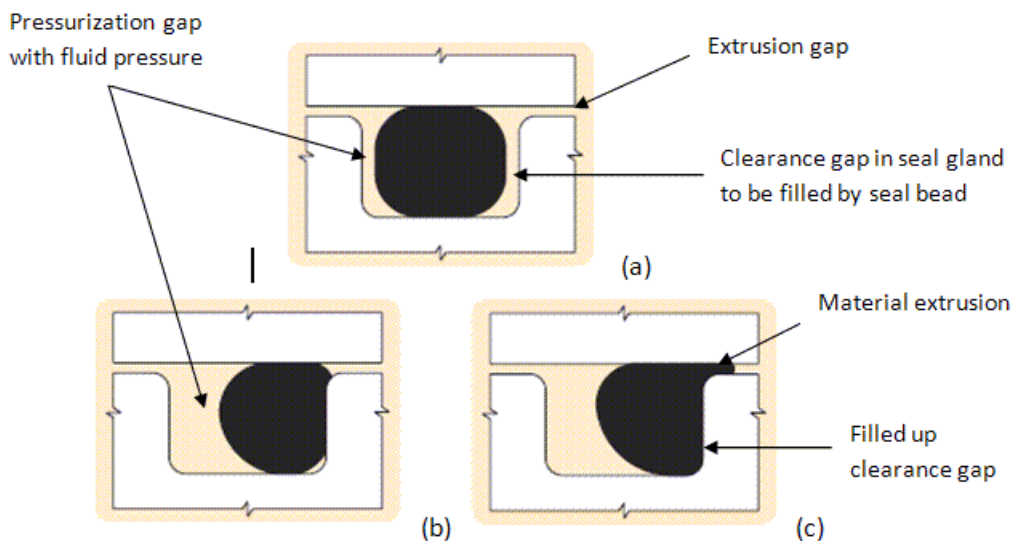 Pressurization gap
with fluid pressure
Extrusion gap
Clearance gap in seal gland
to be filled by seal bead
(a)
Material extrusion
Filled up
clearance gap
(b)
(c)